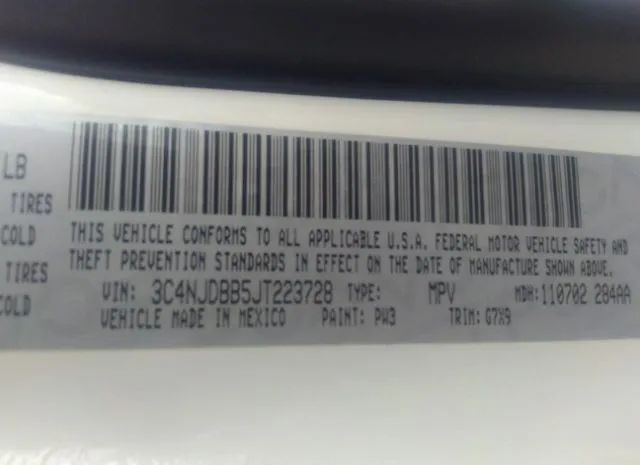 LB
TIRES
COLD
TIRES
COLD
THIS VEHICLE CONFORMS TO ALL APPLICABLE U.S.A. FEDERAL MOTOR VEHICLE SAFETY AND
THEFT PREVENTION STANDARDS IN EFFECT ON THE DATE OF MANUFACTURE SHOWN ABOVE.
VIN: 3C4NJDBB5JT223728 TYPE: MPV MDH:110702 284AA
VEHICLE MADE IN MEXICO PAINT: PW3 TRIM: G7X9